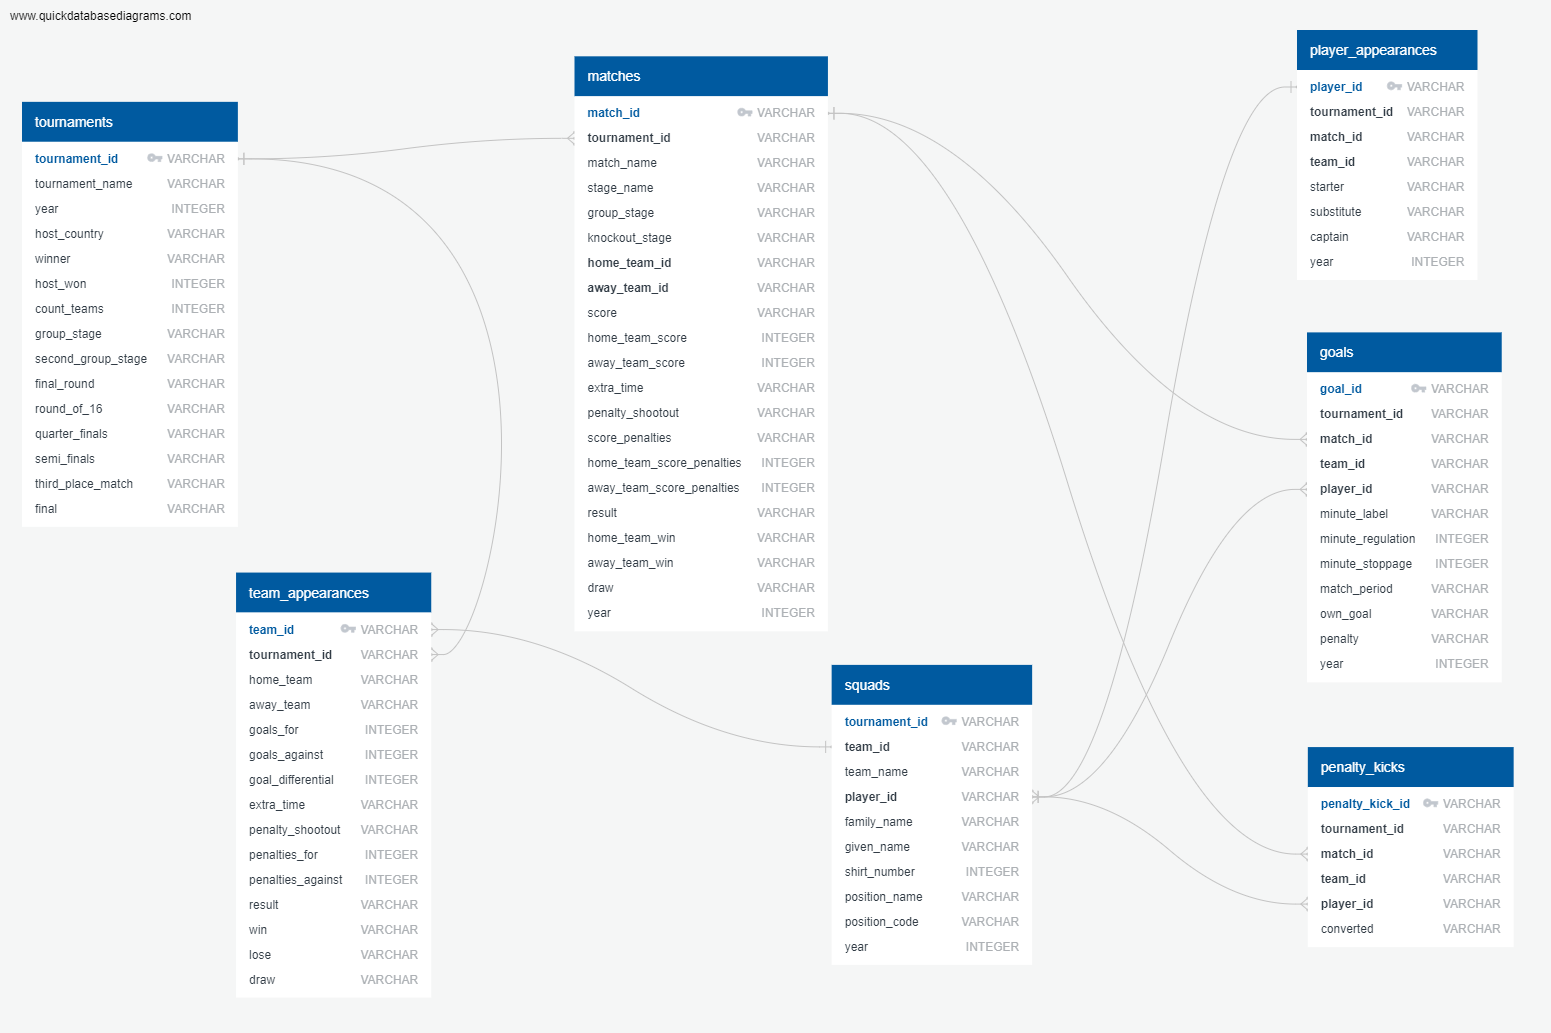 www.quickdatabasediagrams.com
tournaments
tournament_id VARCHAR
tournament_name VARCHAR
year INTEGER
host_country VARCHAR
winner VARCHAR
host_won INTEGER
count_teams INTEGER
group_stage VARCHAR
second_group_stage VARCHAR
final_round VARCHAR
round_of_16 VARCHAR
quarter_finals VARCHAR
semi_finals VARCHAR
third_place_match VARCHAR
final VARCHAR
team_appearances
team_id VARCHAR
tournament_id VARCHAR
home_team VARCHAR
away_team VARCHAR
goals_for INTEGER
goals_against INTEGER
goal_differential INTEGER
extra_time VARCHAR
penalty_shootout VARCHAR
penalties_for INTEGER
penalties_against INTEGER
result VARCHAR
win VARCHAR
lose VARCHAR
draw VARCHAR
matches
match_id VARCHAR
tournament_id VARCHAR
match_name VARCHAR
stage_name VARCHAR
group_stage VARCHAR
knockout_stage VARCHAR
home_team_id VARCHAR
away_team_id VARCHAR
score VARCHAR
home_team_score INTEGER
away_team_score INTEGER
extra_time VARCHAR
penalty_shootout VARCHAR
score_penalties VARCHAR
home_team_score_penalties INTEGER
away_team_score_penalties INTEGER
result VARCHAR
home_team_win VARCHAR
away_team_win VARCHAR
draw VARCHAR
year INTEGER
squads
tournament_id VARCHAR
team_id VARCHAR
team_name VARCHAR
player_id VARCHAR
family_name VARCHAR
given_name VARCHAR
shirt_number INTEGER
position_name VARCHAR
position_code VARCHAR
year INTEGER
player_appearances
player_id VARCHAR
tournament_id VARCHAR
match_id VARCHAR
team_id VARCHAR
starter VARCHAR
substitute VARCHAR
captain VARCHAR
year INTEGER
goals
goal_id VARCHAR
tournament_id VARCHAR
match_id VARCHAR
team_id VARCHAR
player_id VARCHAR
minute_label VARCHAR
minute_regulation INTEGER
minute_stoppage INTEGER
match_period VARCHAR
own_goal VARCHAR
penalty VARCHAR
year INTEGER
penalty_kicks
penalty_kick_id VARCHAR
tournament_id VARCHAR
match_id VARCHAR
team_id VARCHAR
player_id VARCHAR
converted VARCHAR